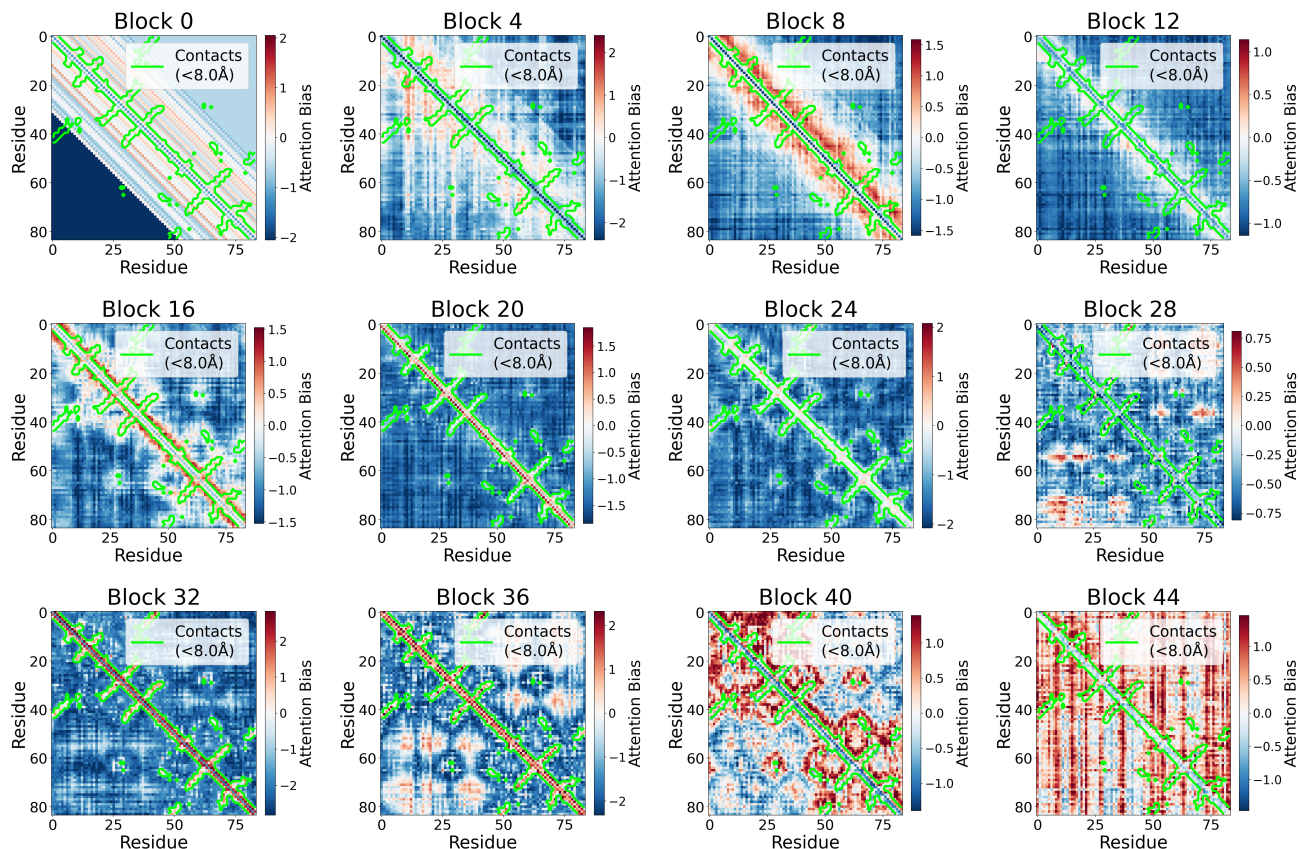 Block 0
Contacts
(<8.0Å)
0
20
40
60
80
Residue
0
25
50
75
Residue
2
1
0
−1
−2
Attention Bias
Block 4
Contacts
(<8.0Å)
0
20
40
60
80
Residue
0
25
50
75
Residue
2
1
0
−1
−2
Attention Bias
Block 8
Contacts
(<8.0Å)
0
20
40
60
80
Residue
0
25
50
75
Residue
1.5
1.0
0.5
0.0
−0.5
−1.0
−1.5
Attention Bias
Block 12
Contacts
(<8.0Å)
0
20
40
60
80
Residue
0
25
50
75
Residue
1.0
0.5
0.0
−0.5
−1.0
Attention Bias
Block 16
Contacts
(<8.0Å)
0
20
40
60
80
Residue
0
25
50
75
Residue
1.5
1.0
0.5
0.0
−0.5
−1.0
−1.5
Attention Bias
Block 20
Contacts
(<8.0Å)
0
20
40
60
80
Residue
0
25
50
75
Residue
1.5
1.0
0.5
0.0
−0.5
−1.0
−1.5
Attention Bias
Block 24
Contacts
(<8.0Å)
0
20
40
60
80
Residue
0
25
50
75
Residue
2
1
0
−1
−2
Attention Bias
Block 28
Contacts
(<8.0Å)
0
20
40
60
80
Residue
0
25
50
75
Residue
0.75
0.50
0.25
0.00
−0.25
−0.50
−0.75
Attention Bias
Block 32
Contacts
(<8.0Å)
0
20
40
60
80
Residue
0
25
50
75
Residue
2
1
0
−1
−2
Attention Bias
Block 36
Contacts
(<8.0Å)
0
20
40
60
80
Residue
0
25
50
75
Residue
2
1
0
−1
−2
Attention Bias
Block 40
Contacts
(<8.0Å)
0
20
40
60
80
Residue
0
25
50
75
Residue
1.0
0.5
0.0
−0.5
−1.0
Attention Bias
Block 44
Contacts
(<8.0Å)
0
20
40
60
80
Residue
0
25
50
75
Residue
1.0
0.5
0.0
−0.5
−1.0
Attention Bias